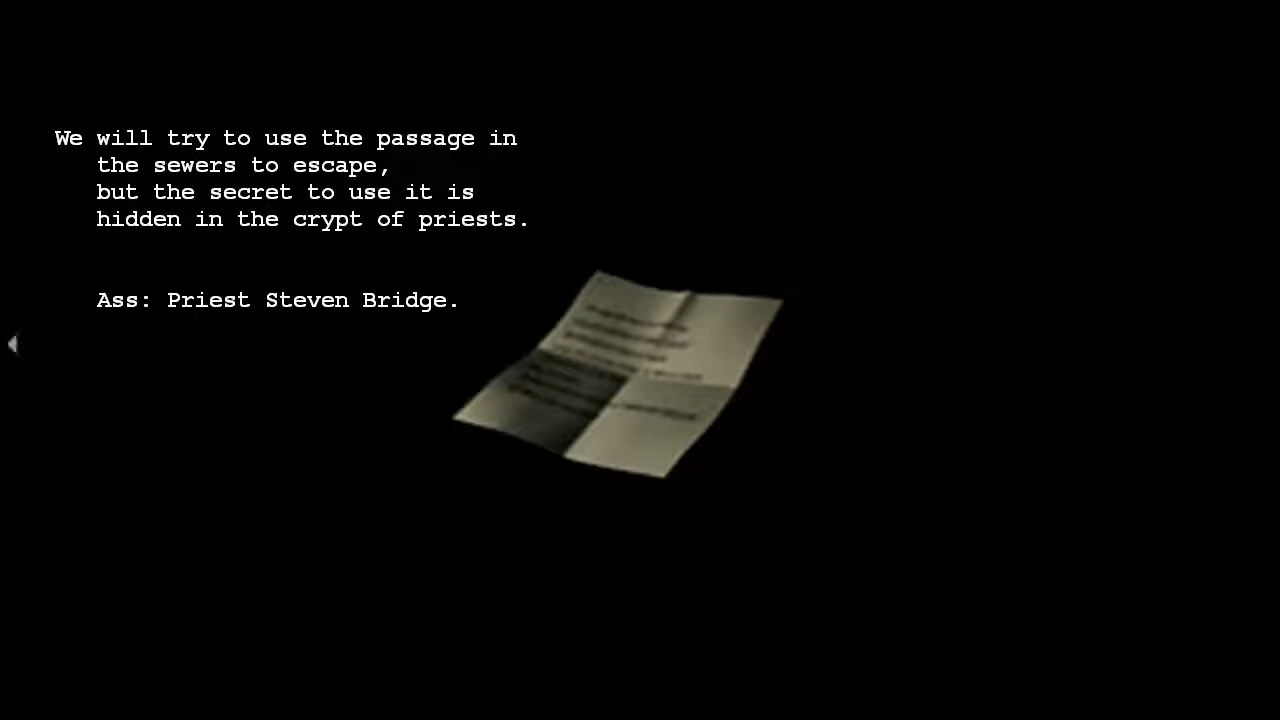 We will try to use the passage in
the sewers to escape,
but the secret to use it is
hidden in the crypt of priests.
Ass: Priest Steven Bridge.